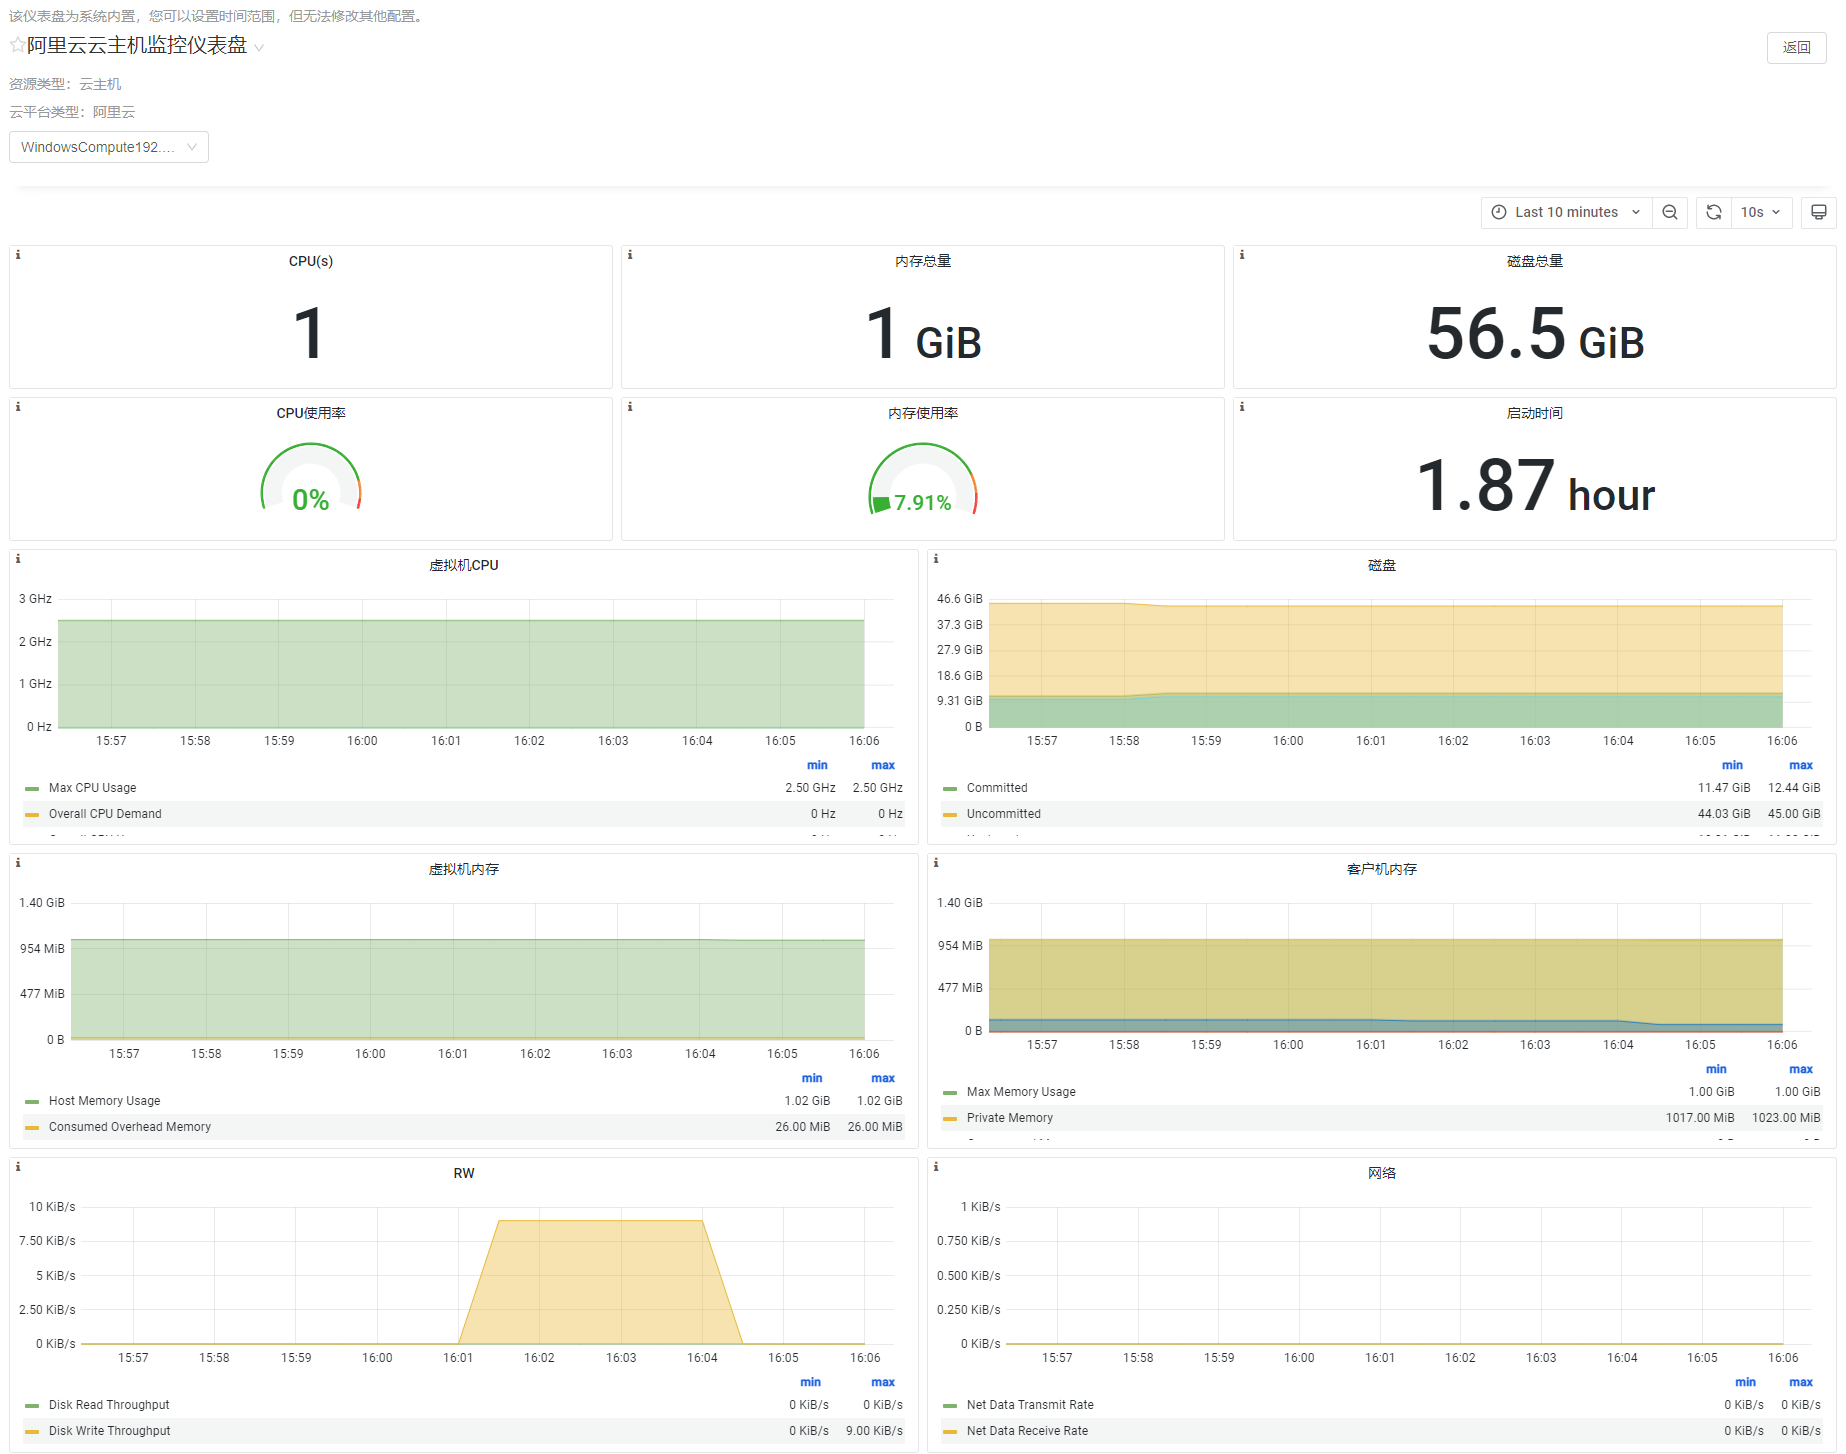 该仪表盘为系统内置，您可以设置时间范围，但无法修改其他配置。
阿里云云主机监控仪表盘
返回
资源类型：云主机
云平台类型：阿里云
WindowsCompute192....
Last 10 minutes
10s
CPU(s)
1
内存总量
1 GiB
磁盘总量
56.5 GiB
CPU使用率
0%
内存使用率
7.91%
启动时间
1.87 hour
虚拟机CPU
3 GHz
2 GHz
1 GHz
0 Hz
15:57 15:58 15:59 16:00 16:01 16:02 16:03 16:04 16:05 16:06
min max
Max CPU Usage 2.50 GHz 2.50 GHz
Overall CPU Demand 0 Hz 0 Hz
磁盘
46.6 GiB
37.3 GiB
27.9 GiB
18.6 GiB
9.31 GiB
0 B
15:57 15:58 15:59 16:00 16:01 16:02 16:03 16:04 16:05 16:06
min max
Committed 11.47 GiB 12.44 GiB
Uncommitted 44.03 GiB 45.00 GiB
虚拟机内存
1.40 GiB
954 MiB
477 MiB
0 B
15:57 15:58 15:59 16:00 16:01 16:02 16:03 16:04 16:05 16:06
min max
Host Memory Usage 1.02 GiB 1.02 GiB
Consumed Overhead Memory 26.00 MiB 26.00 MiB
客户机内存
1.40 GiB
954 MiB
477 MiB
0 B
15:57 15:58 15:59 16:00 16:01 16:02 16:03 16:04 16:05 16:06
min max
Max Memory Usage 1.00 GiB 1.00 GiB
Private Memory 1017.00 MiB 1023.00 MiB
RW
10 KiB/s
7.50 KiB/s
5 KiB/s
2.50 KiB/s
0 KiB/s
15:57 15:58 15:59 16:00 16:01 16:02 16:03 16:04 16:05 16:06
min max
Disk Read Throughput 0 KiB/s 0 KiB/s
Disk Write Throughput 0 KiB/s 9.00 KiB/s
网络
1 KiB/s
0.750 KiB/s
0.500 KiB/s
0.250 KiB/s
0 KiB/s
15:57 15:58 15:59 16:00 16:01 16:02 16:03 16:04 16:05 16:06
min max
Net Data Transmit Rate 0 KiB/s 0 KiB/s
Net Data Receive Rate 0 KiB/s 0 KiB/s